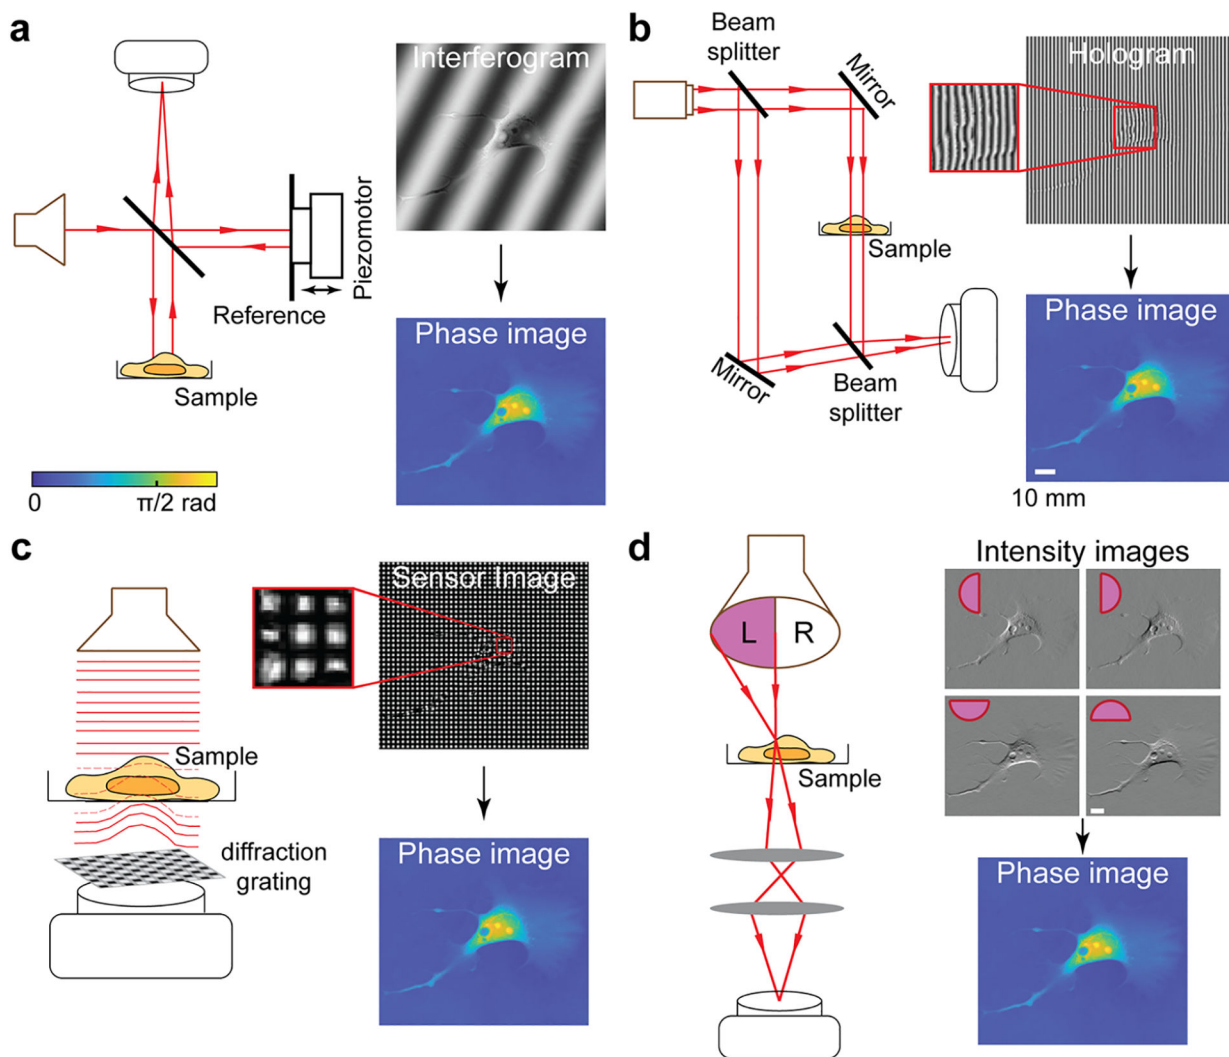 a
Interferogram
Piezomotor
Reference
Sample
Phase image
0
π/2 rad
b
Beam
splitter
Mirror
Hologram
Sample
Phase image
Mirror
Beam
splitter
10 mm
c
Sensor Image
Sample
diffraction
grating
Phase image
d
L
R
Sample
Intensity images
Phase image